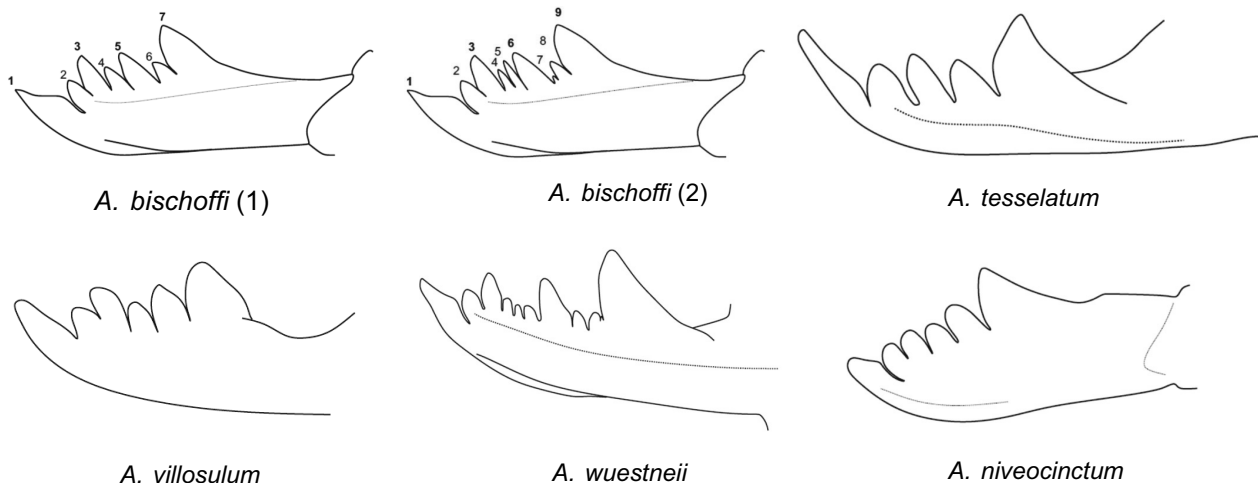 7
3
5
1
2
4
6
9
3
5
6
8
1
2
4
7
A. bischoffi (1)
A. bischoffi (2)
A. tesselatum
A. villosulum
A. wuestneii
A. niveocinctum